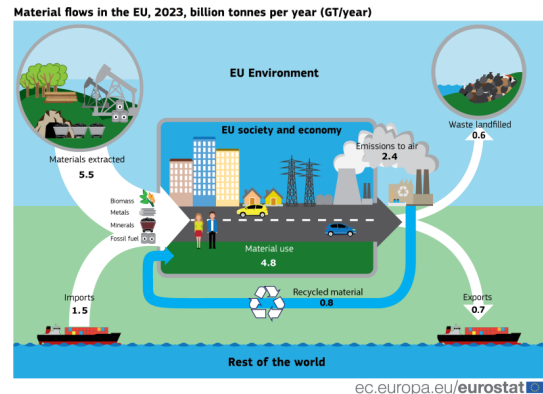 Material flows in the EU, 2023, billion tonnes per year (GT/year)
EU Environment
EU society and economy
Materials extracted
5.5
Waste landfilled
0.6
Emissions to air
2.4
Biomass
Metals
Minerals
Fossil fuel
Material use
4.8
Imports
1.5
Recycled material
0.8
Exports
0.7
Rest of the world
ec.europa.eu/eurostat